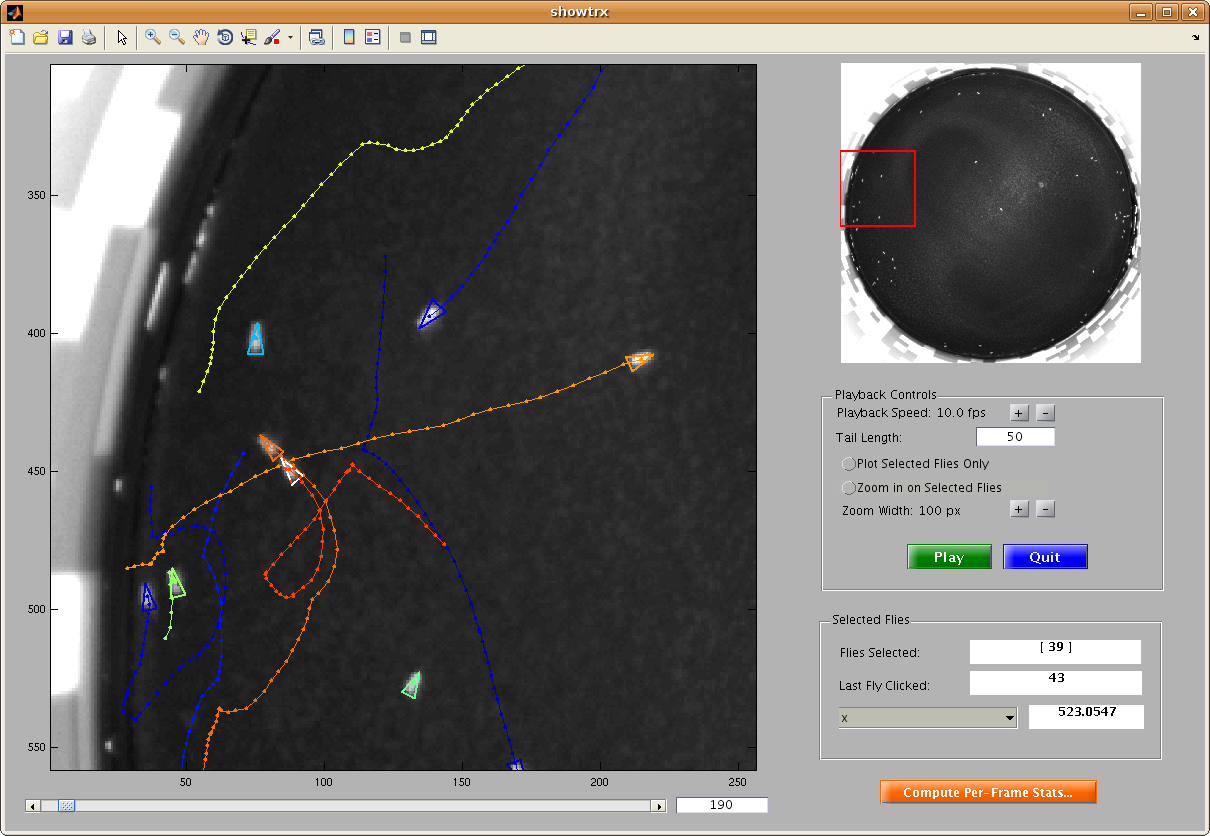 showtrx
350
400
450
500
550
50
100
150
200
250
190
Playback Controls
Playback Speed: 10.0 fps
+
-
Tail Length:
50
Plot Selected Flies Only
Zoom in on Selected Flies
Zoom Width: 100 px
+
-
Play
Quit
Selected Flies
Flies Selected:
[ 39 ]
Last Fly Clicked:
43
x
523.0547
Compute Per-Frame Stats...